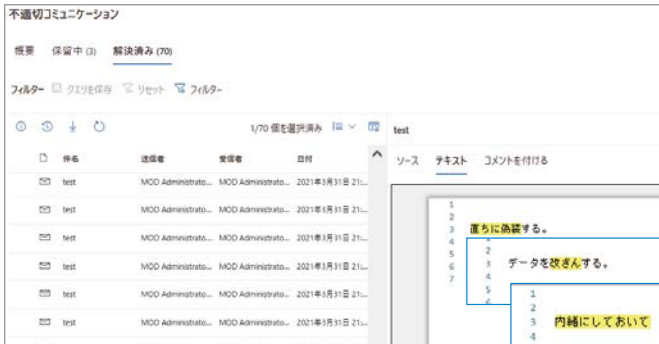 不適切コミュニケーション
概要 保留中 (3) 解決済み (70)
フィルター クエリを保存 リセット フィルター
1/70 個を選択済み
件名 送信者 受信者 日付
test MOD Administrato... MOD Administrato... 2021年3月31日 21:...
test MOD Administrato... MOD Administrato... 2021年3月31日 21:...
test MOD Administrato... MOD Administrato... 2021年3月31日 21:...
test MOD Administrato... MOD Administrato... 2021年3月31日 21:...
test MOD Administrato... MOD Administrato... 2021年3月31日 21:...
test MOD Administrato... MOD Administrato... 2021年3月31日 21:...
test
ソース テキスト コメントを付ける
1
2
3 直ちに偽装する。
4
5
6
7
2
3 データを改ざんする。
4
5
1
2
3 内緒にしておいて
4